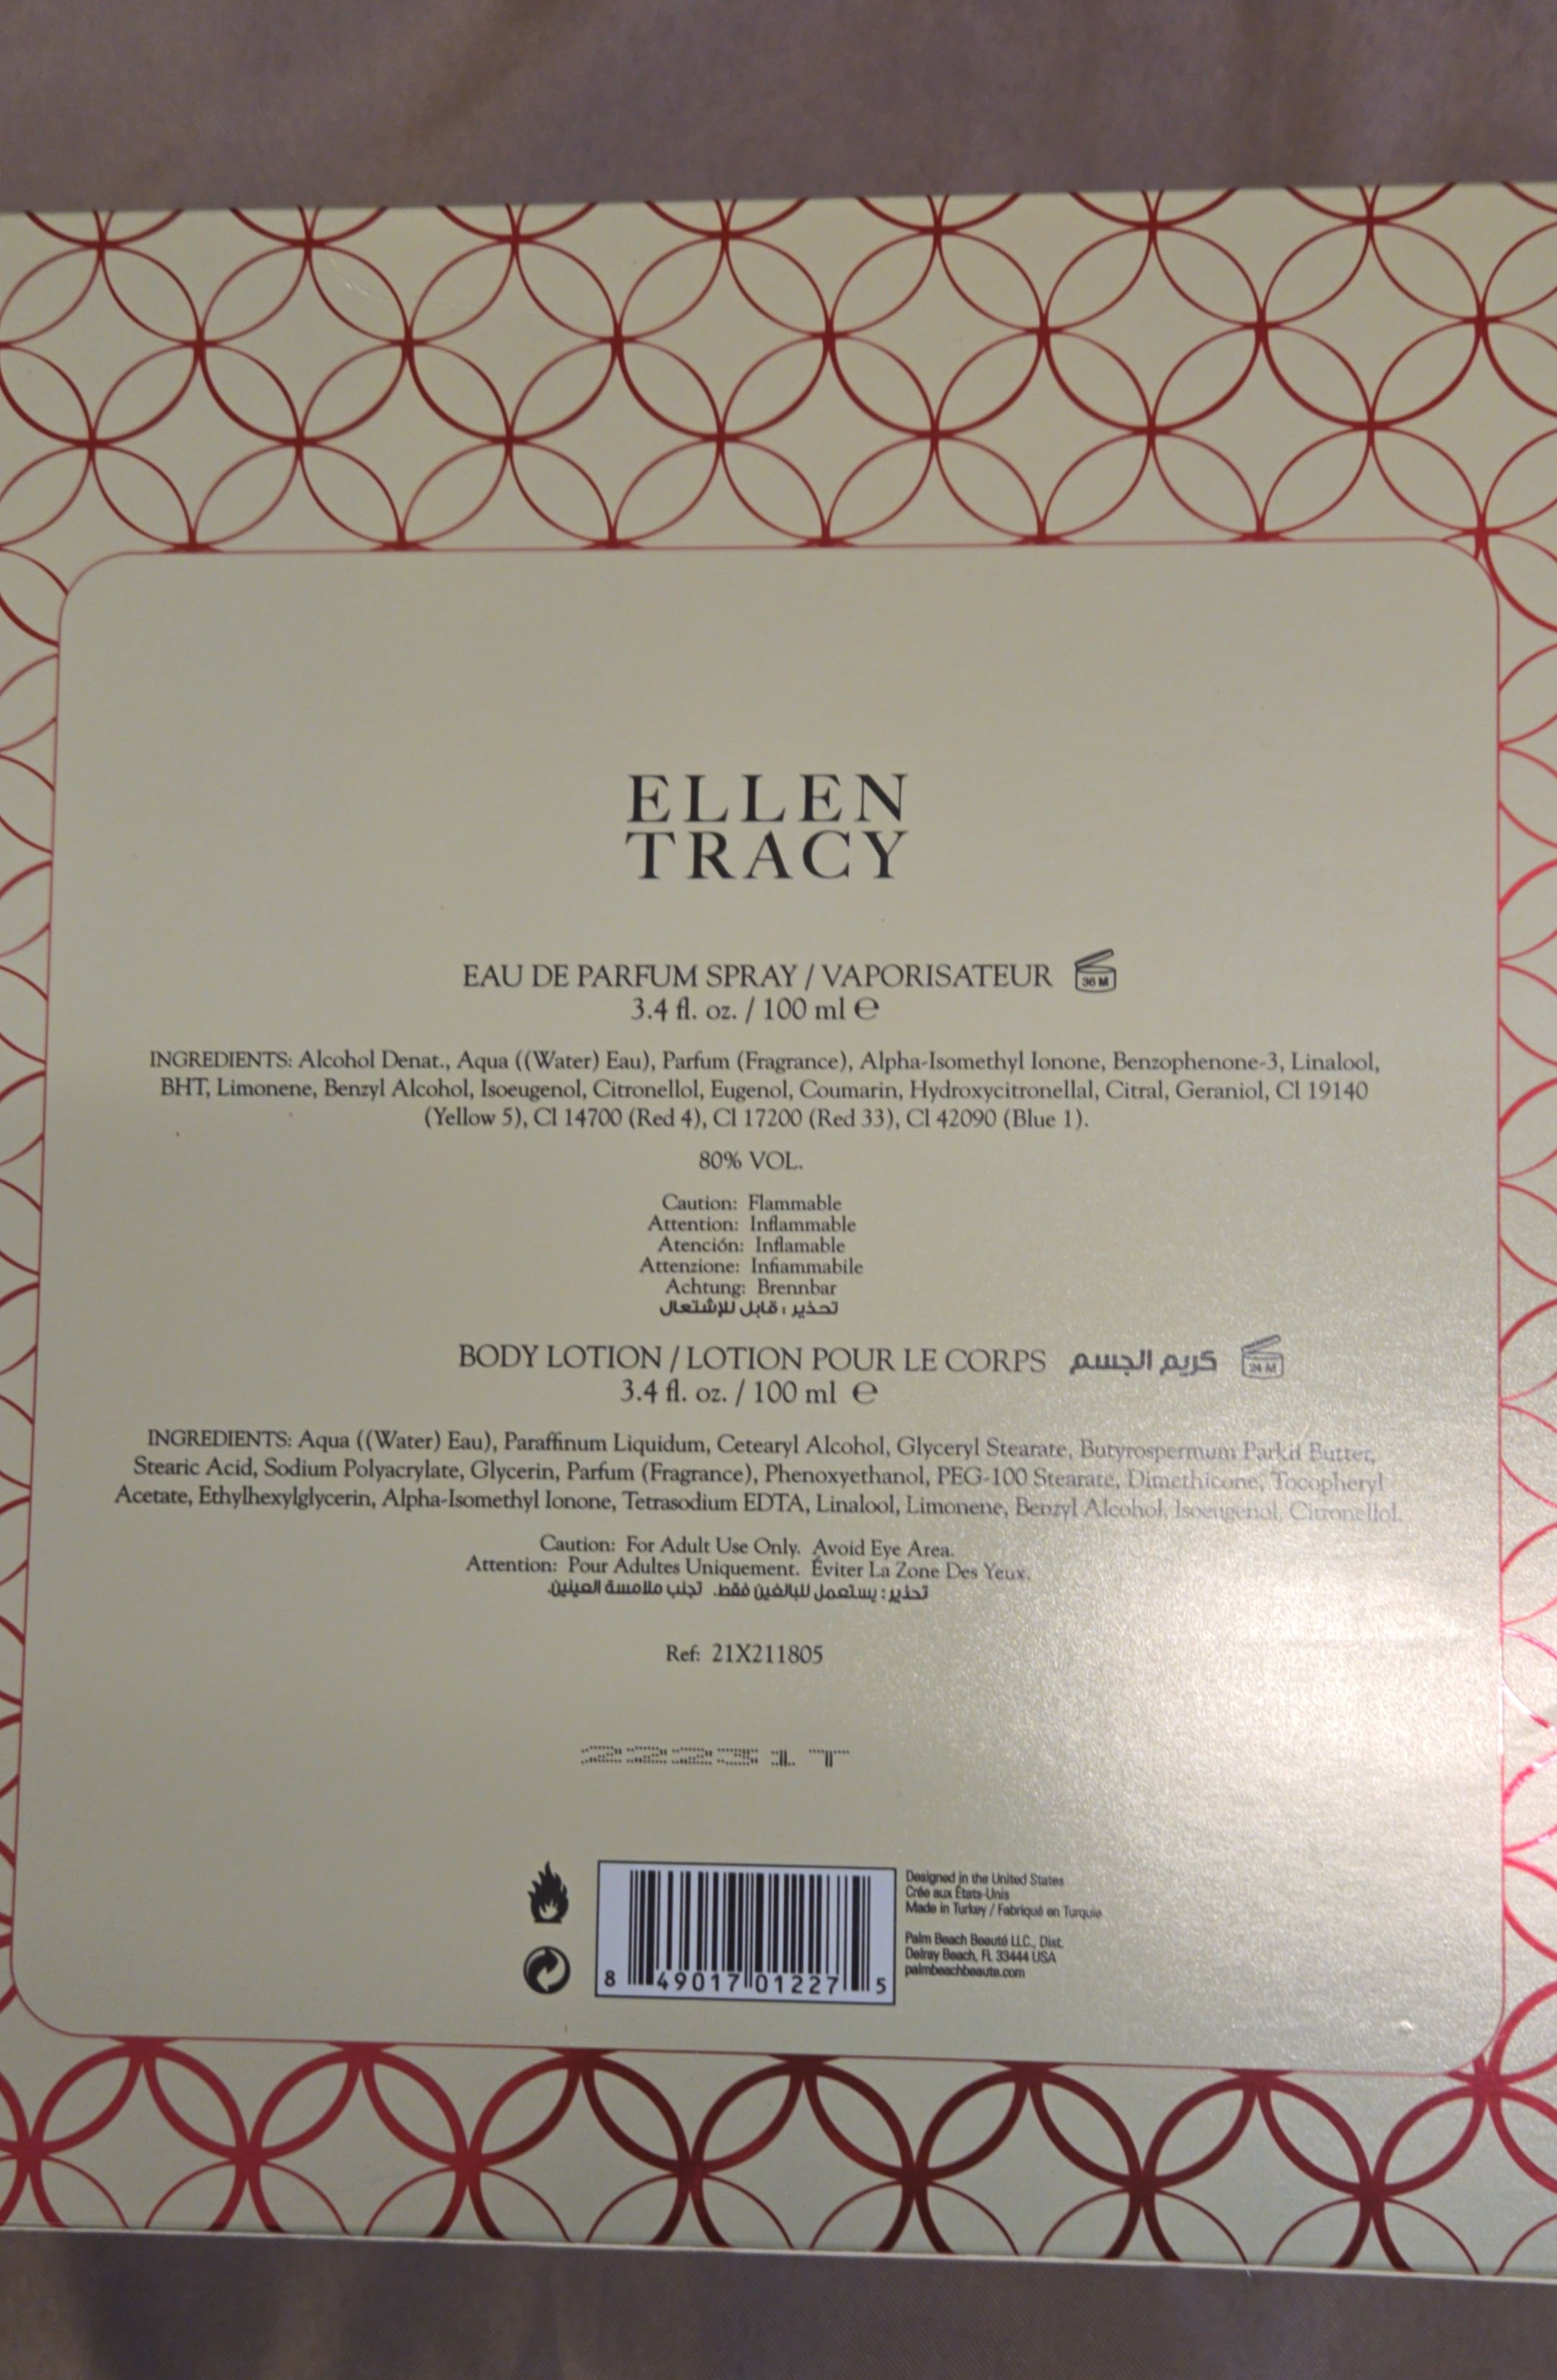 ELLEN
TRACY
EAU DE PARFUM SPRAY / VAPORISATEUR 36 M
3.4 fl. oz. / 100 ml ℮
INGREDIENTS: Alcohol Denat., Aqua ((Water) Eau), Parfum (Fragrance), Alpha-Isomethyl Ionone, Benzophenone-3, Linalool,
BHT, Limonene, Benzyl Alcohol, Isoeugenol, Citronellol, Eugenol, Coumarin, Hydroxycitronellal, Citral, Geraniol, Cl 19140
(Yellow 5), Cl 14700 (Red 4), Cl 17200 (Red 33), Cl 42090 (Blue 1).
80% VOL.
Caution: Flammable
Attention: Inflammable
Atención: Inflamable
Attenzione: Infiammabile
Achtung: Brennbar
تحذير : قابل للإشتعال
BODY LOTION / LOTION POUR LE CORPS كريم الجسم 24 M
3.4 fl. oz. / 100 ml ℮
INGREDIENTS: Aqua ((Water) Eau), Paraffinum Liquidum, Cetearyl Alcohol, Glyceryl Stearate, Butyrospermum Parkii Butter,
Stearic Acid, Sodium Polyacrylate, Glycerin, Parfum (Fragrance), Phenoxyethanol, PEG-100 Stearate, Dimethicone, Tocopheryl
Acetate, Ethylhexylglycerin, Alpha-Isomethyl Ionone, Tetrasodium EDTA, Linalool, Limonene, Benzyl Alcohol, Isoeugenol, Citronellol.
Caution: For Adult Use Only. Avoid Eye Area.
Attention: Pour Adultes Uniquement. Éviter La Zone Des Yeux.
تحذير: يستعمل للبالغين فقط. تجنب ملامسة العينين.
Ref: 21X211805
22231T
8 49017 01227 5
Designed in the United States
Crée aux États-Unis
Made in Turkey / Fabriqué en Turquie
Palm Beach Beauté LLC., Dist.
Delray Beach, FL 33444 USA
palmbeachbeaute.com